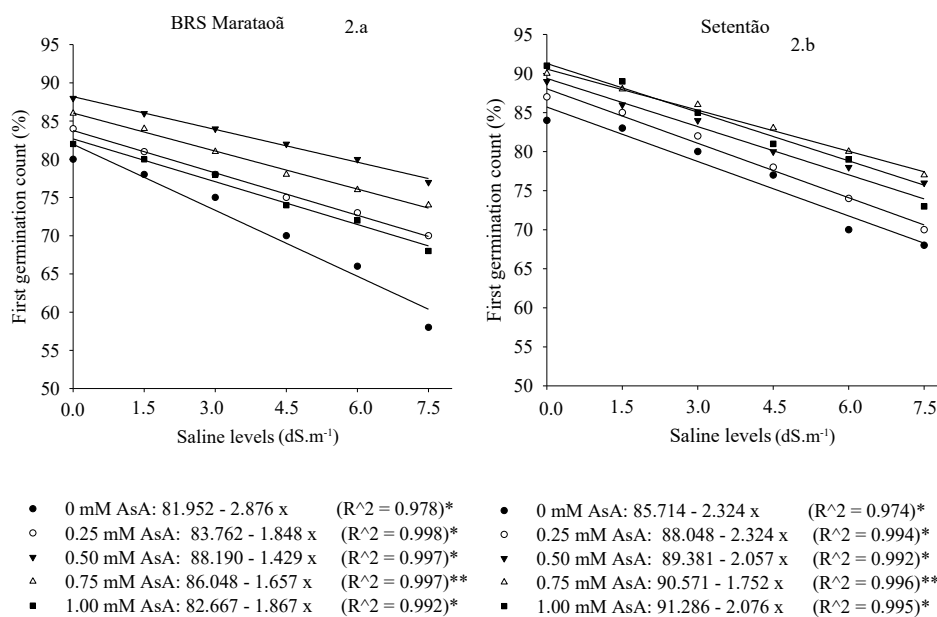 BRS Marataoã
2.a
First germination count (%)
95
90
85
80
75
70
65
60
55
50
0.0 1.5 3.0 4.5 6.0 7.5
Saline levels (dS.m-1)
0 mM AsA: 81.952 - 2.876 x (R^2 = 0.978)*
0.25 mM AsA: 83.762 - 1.848 x (R^2 = 0.998)*
0.50 mM AsA: 88.190 - 1.429 x (R^2 = 0.997)*
0.75 mM AsA: 86.048 - 1.657 x (R^2 = 0.997)**
1.00 mM AsA: 82.667 - 1.867 x (R^2 = 0.992)*
Setentão
2.b
First germination count (%)
95
90
85
80
75
70
65
60
55
50
0.0 1.5 3.0 4.5 6.0 7.5
Saline levels (dS.m-1)
0 mM AsA: 85.714 - 2.324 x (R^2 = 0.974)*
0.25 mM AsA: 88.048 - 2.324 x (R^2 = 0.994)*
0.50 mM AsA: 89.381 - 2.057 x (R^2 = 0.992)*
0.75 mM AsA: 90.571 - 1.752 x (R^2 = 0.996)**
1.00 mM AsA: 91.286 - 2.076 x (R^2 = 0.995)*